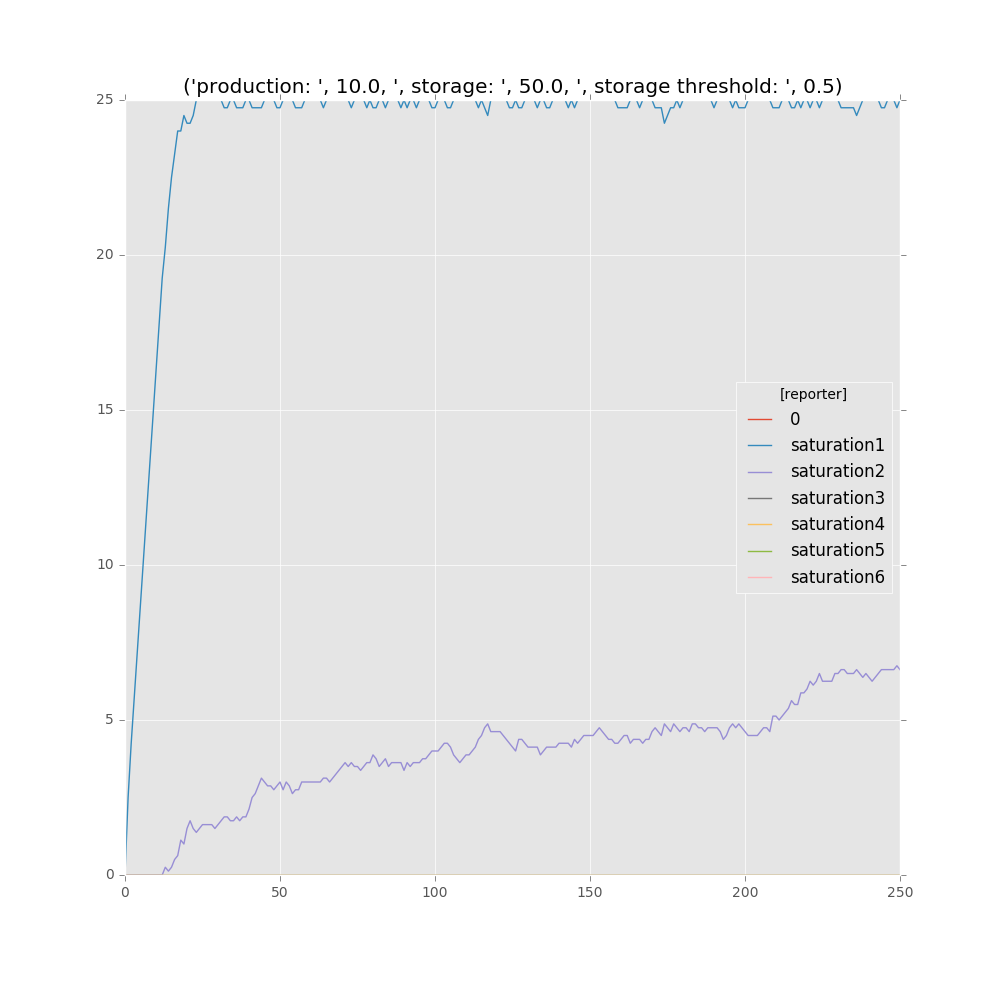 ('production: ', 10.0, ', storage: ', 50.0, ', storage threshold: ', 0.5)
25
20
15
10
5
0
[reporter]
0
saturation1
saturation2
saturation3
saturation4
saturation5
saturation6
0 50 100 150 200 250